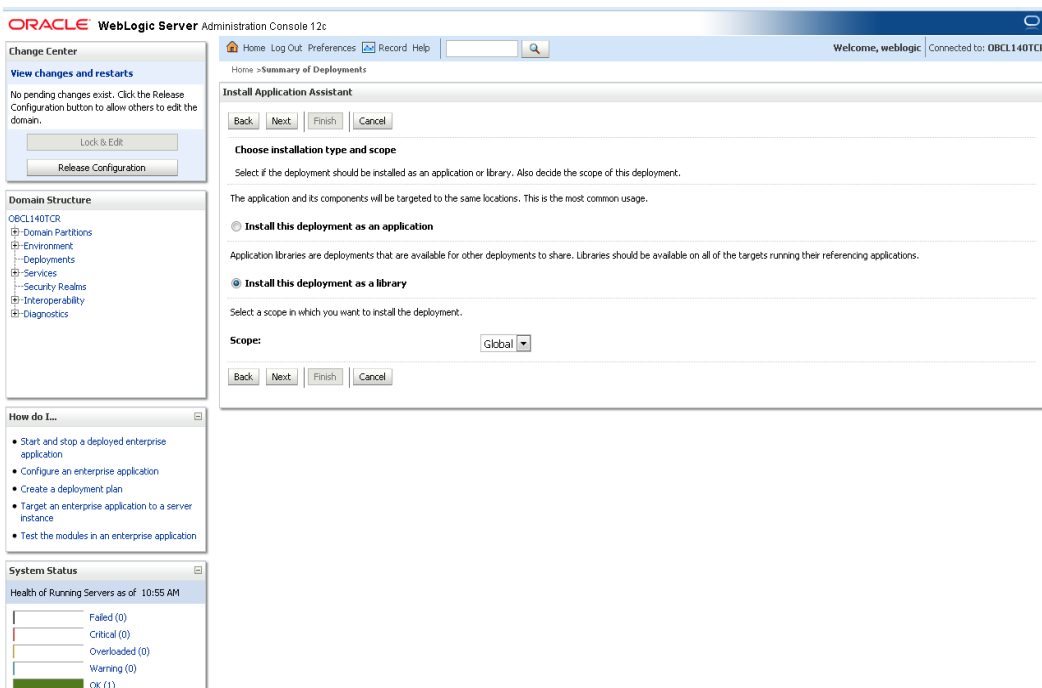 ORACLE WebLogic Server Administration Console 12c
Change Center
View changes and restarts
No pending changes exist. Click the Release
Configuration button to allow others to edit the
domain.
Lock & Edit
Release Configuration
Domain Structure
OBCL140TCR
Domain Partitions
Environment
Deployments
Services
Security Realms
Interoperability
Diagnostics
How do I...
Start and stop a deployed enterprise
application
Configure an enterprise application
Create a deployment plan
Target an enterprise application to a server
instance
Test the modules in an enterprise application
System Status
Health of Running Servers as of 10:55 AM
Failed (0)
Critical (0)
Overloaded (0)
Warning (0)
OK (1)
Home Log Out Preferences Record Help
Welcome, weblogic Connected to: OBCL140TCR
Home >Summary of Deployments
Install Application Assistant
Back Next Finish Cancel
Choose installation type and scope
Select if the deployment should be installed as an application or library. Also decide the scope of this deployment.
The application and its components will be targeted to the same locations. This is the most common usage.
Install this deployment as an application
Application libraries are deployments that are available for other deployments to share. Libraries should be available on all of the targets running their referencing applications.
Install this deployment as a library
Select a scope in which you want to install the deployment.
Scope: Global
Back Next Finish Cancel